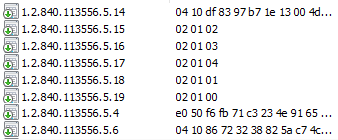 1.2.840.113556.5.14 04 10 df 83 97 b7 1e 13 00 4d...
1.2.840.113556.5.15 02 01 02
1.2.840.113556.5.16 02 01 03
1.2.840.113556.5.17 02 01 04
1.2.840.113556.5.18 02 01 01
1.2.840.113556.5.19 02 01 00
1.2.840.113556.5.4 e0 50 f6 fb 71 c3 23 4e 91 65 ...
1.2.840.113556.5.6 04 10 86 72 32 38 82 5a c7 4c...